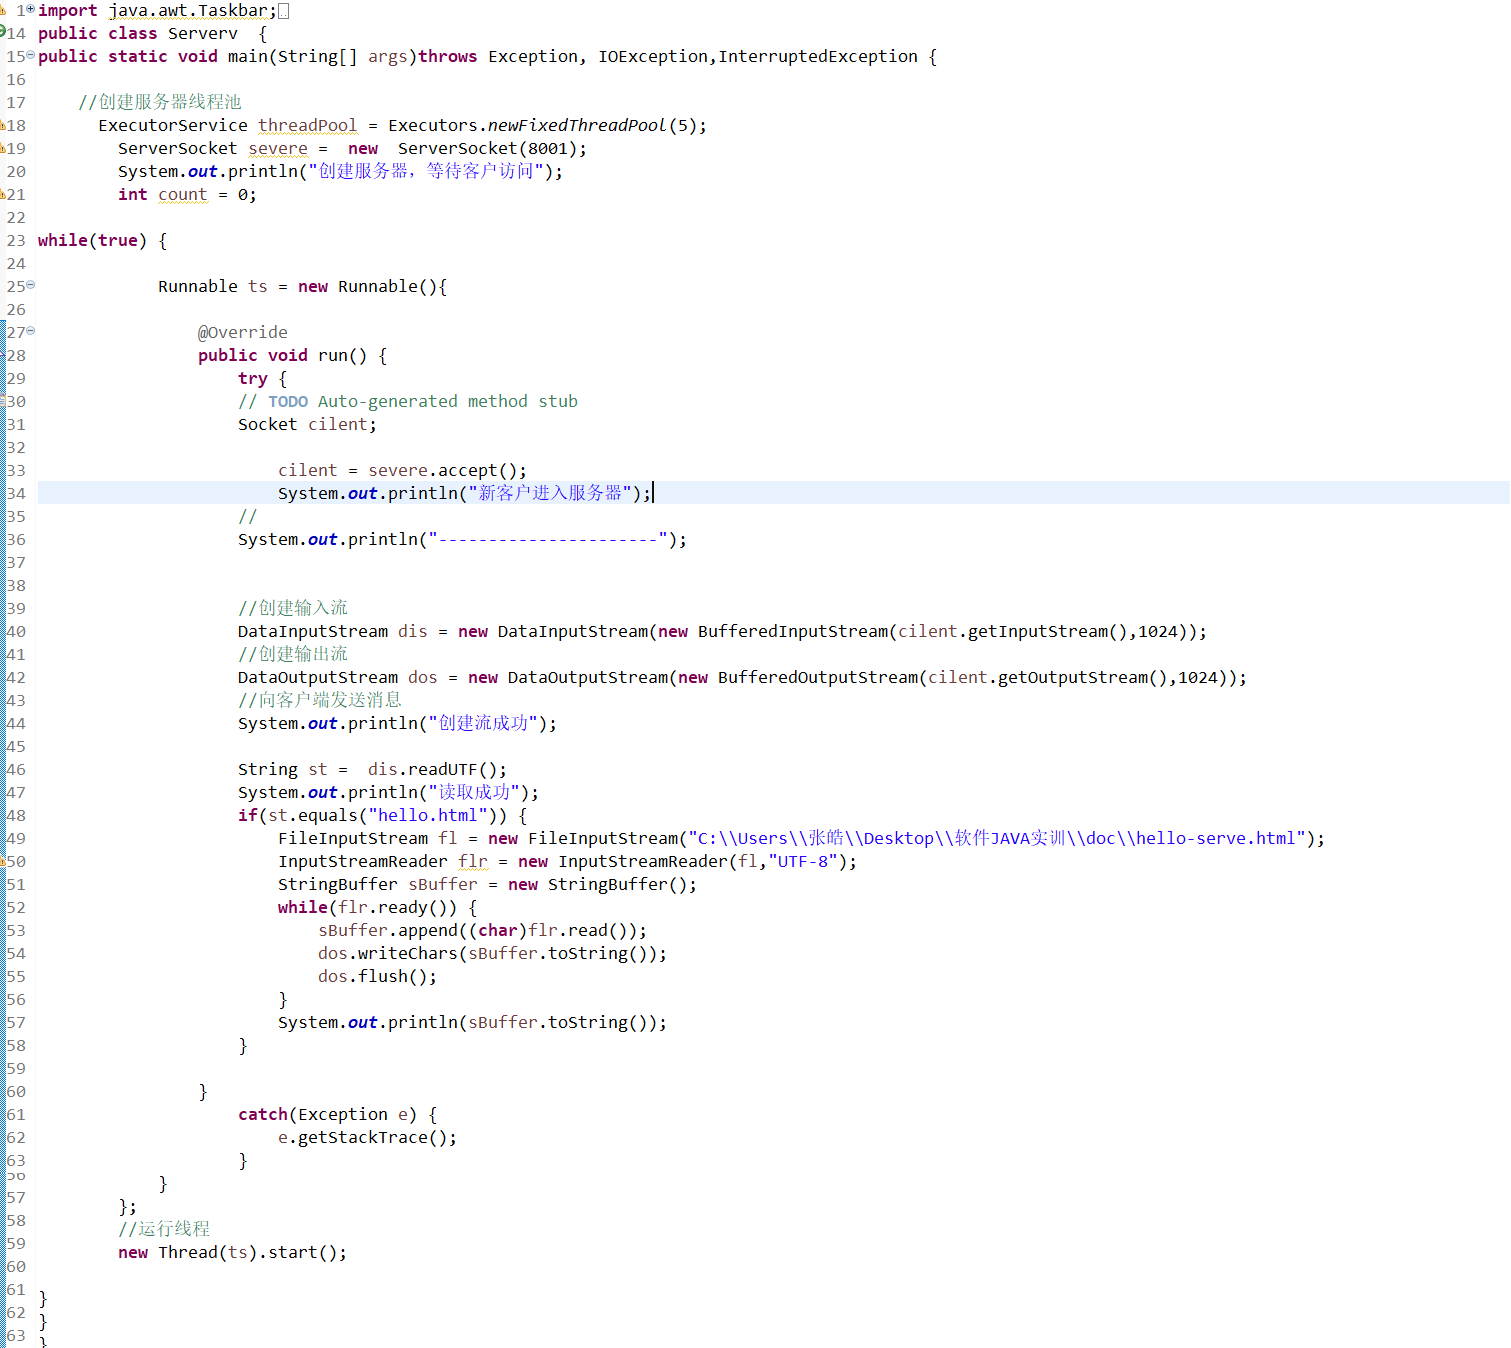 1 import java.awt.Taskbar;
14 public class Serverv  {
15 public static void main(String[] args)throws Exception, IOException,InterruptedException {
16
17 //创建服务器线程池
18 ExecutorService threadPool = Executors.newFixedThreadPool(5);
19 ServerSocket severe =  new  ServerSocket(8001);
20 System.out.println("创建服务器，等待客户访问");
21 int count = 0;
22
23 while(true) {
24
25 Runnable ts = new Runnable(){
26
27 @Override
28 public void run() {
29 try {
30 // TODO Auto-generated method stub
31 Socket cilent;
32
33 cilent = severe.accept();
34 System.out.println("新客户进入服务器");
35 //
36 System.out.println("----------------------");
37
38
39 //创建输入流
40 DataInputStream dis = new DataInputStream(new BufferedInputStream(cilent.getInputStream(),1024));
41 //创建输出流
42 DataOutputStream dos = new DataOutputStream(new BufferedOutputStream(cilent.getOutputStream(),1024));
43 //向客户端发送消息
44 System.out.println("创建流成功");
45
46 String st =  dis.readUTF();
47 System.out.println("读取成功");
48 if(st.equals("hello.html")) {
49 FileInputStream fl = new FileInputStream("C:\\Users\\张皓\\Desktop\\软件JAVA实训\\doc\\hello-serve.html");
50 InputStreamReader flr = new InputStreamReader(fl,"UTF-8");
51 StringBuffer sBuffer = new StringBuffer();
52 while(flr.ready()) {
53 sBuffer.append((char)flr.read());
54 dos.writeChars(sBuffer.toString());
55 dos.flush();
56 }
57 System.out.println(sBuffer.toString());
58 }
59
60 }
61 catch(Exception e) {
62 e.getStackTrace();
63 }
56 }
57 };
58 //运行线程
59 new Thread(ts).start();
60
61 }
62 }
63 }